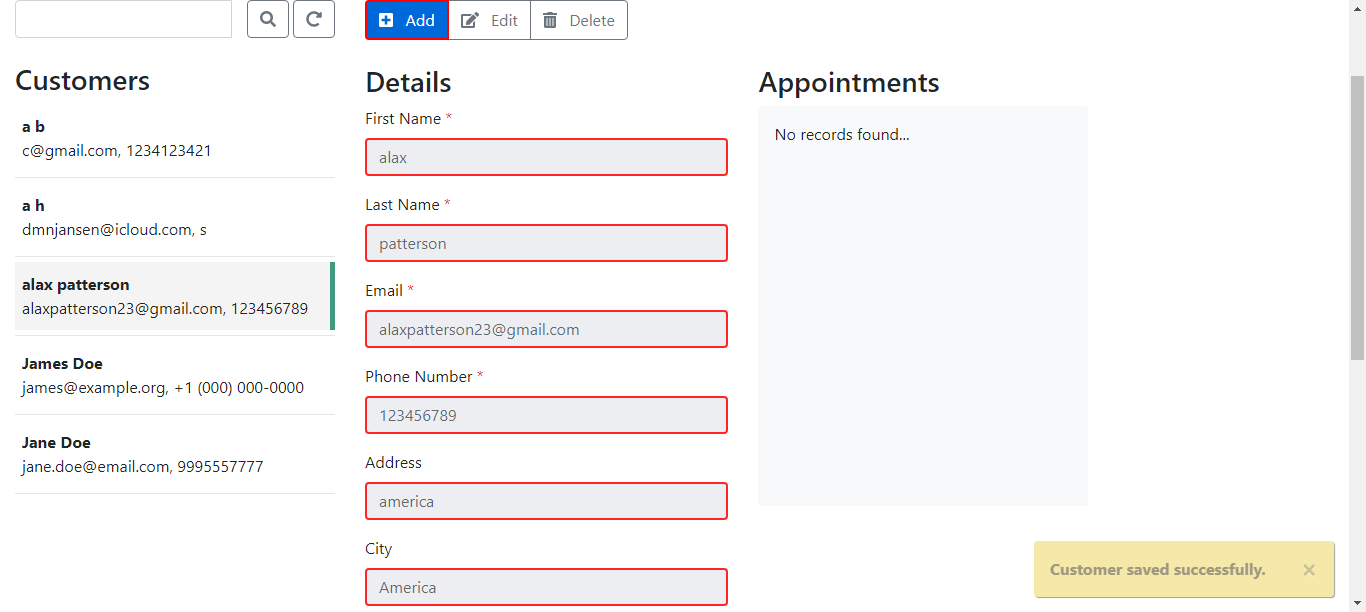 Add
Edit
Delete
Customers
a b
c@gmail.com, 1234123421
a h
dmnjansen@icloud.com, s
alax patterson
alaxpatterson23@gmail.com, 123456789
James Doe
james@example.org, +1 (000) 000-0000
Jane Doe
jane.doe@email.com, 9995557777
Details
First Name *
alax
Last Name *
patterson
Email *
alaxpatterson23@gmail.com
Phone Number *
123456789
Address
america
City
America
Appointments
No records found...
Customer saved successfully.